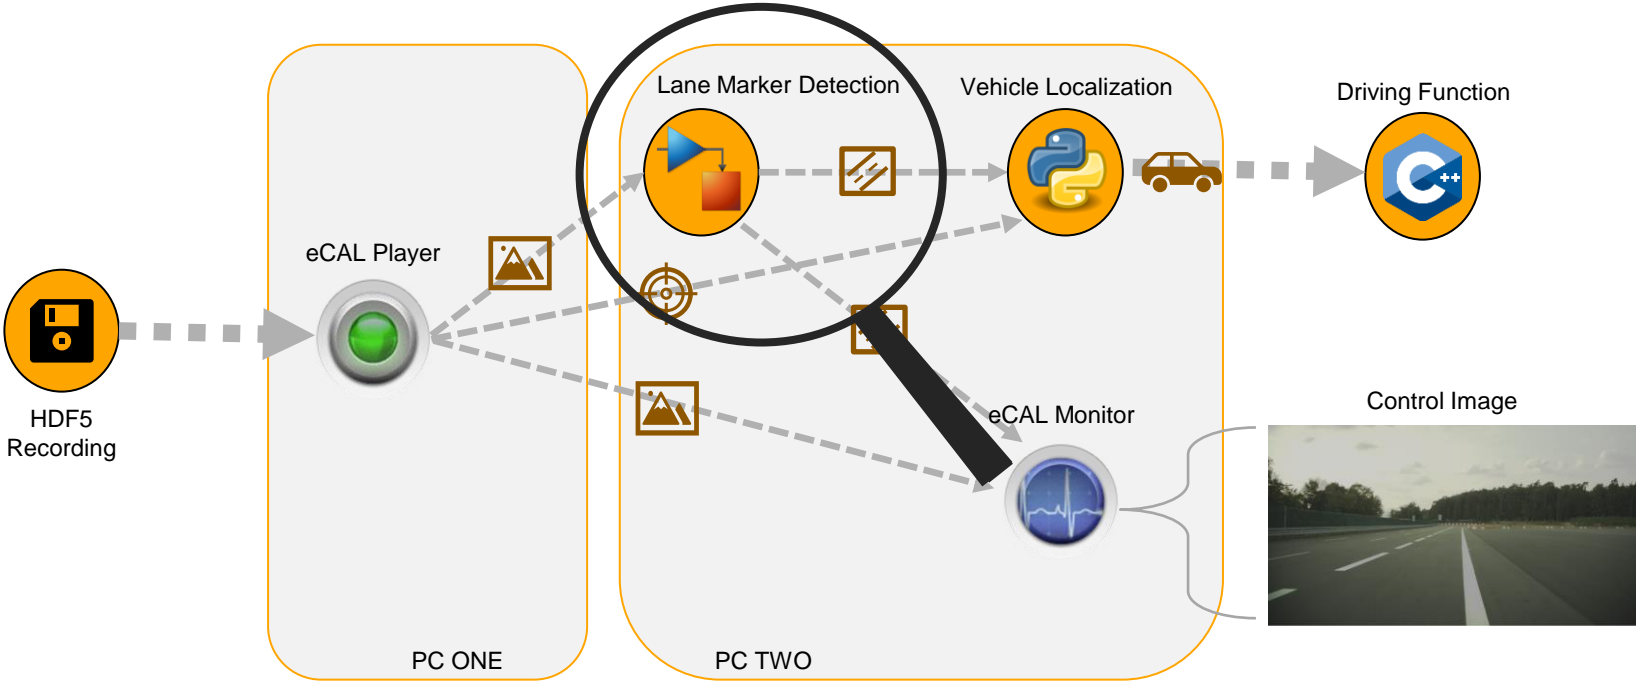 Lane Marker Detection
Vehicle Localization
Driving Function
C++
eCAL Player
HDF5
Recording
eCAL Monitor
Control Image
PC ONE
PC TWO